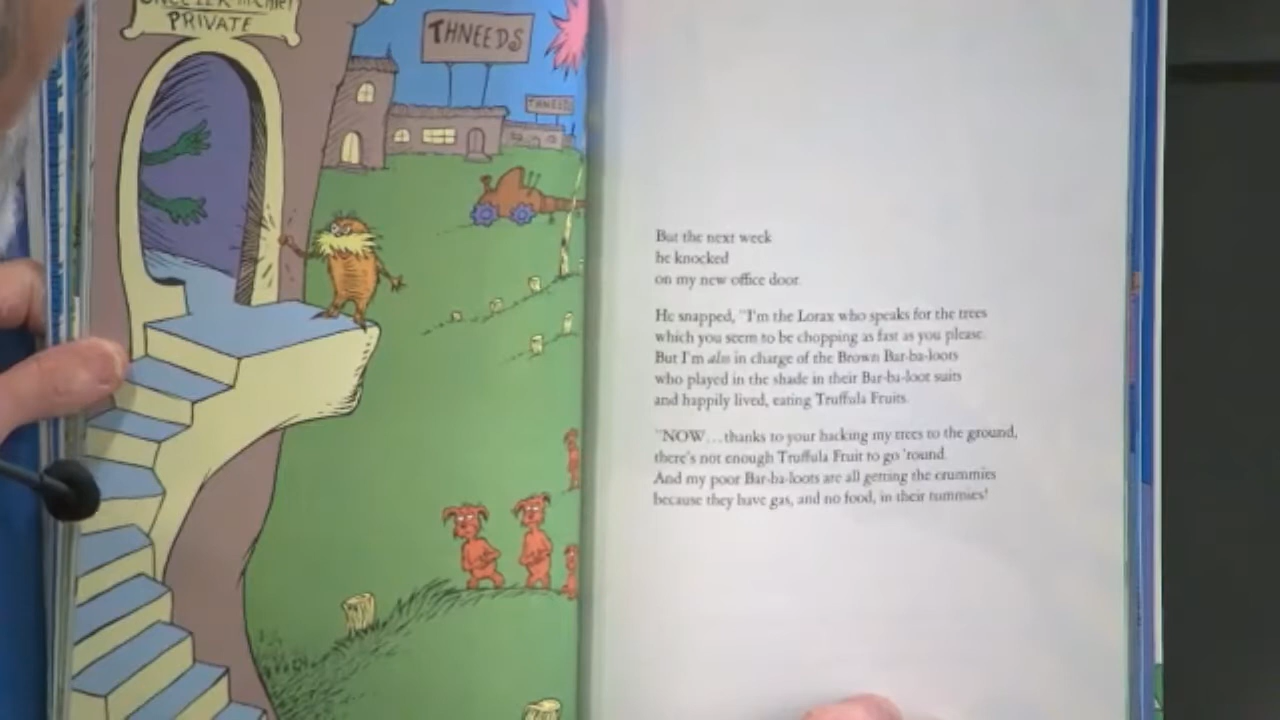 PRIVATE
THNEEDS
THNEEDS
But the next week
he knocked
on my new office door.
He snapped, "I'm the Lorax who speaks for the trees
which you seem to be chopping as fast as you please.
But I'm also in charge of the Brown Bar-ba-loots
who played in the shade in their Bar-ba-loot suits
and happily lived, eating Truffula Fruits.
"NOW...thanks to your hacking my trees to the ground,
there's not enough Truffula Fruit to go 'round.
And my poor Bar-ba-loots are all getting the crummies
because they have gas, and no food, in their tummies!